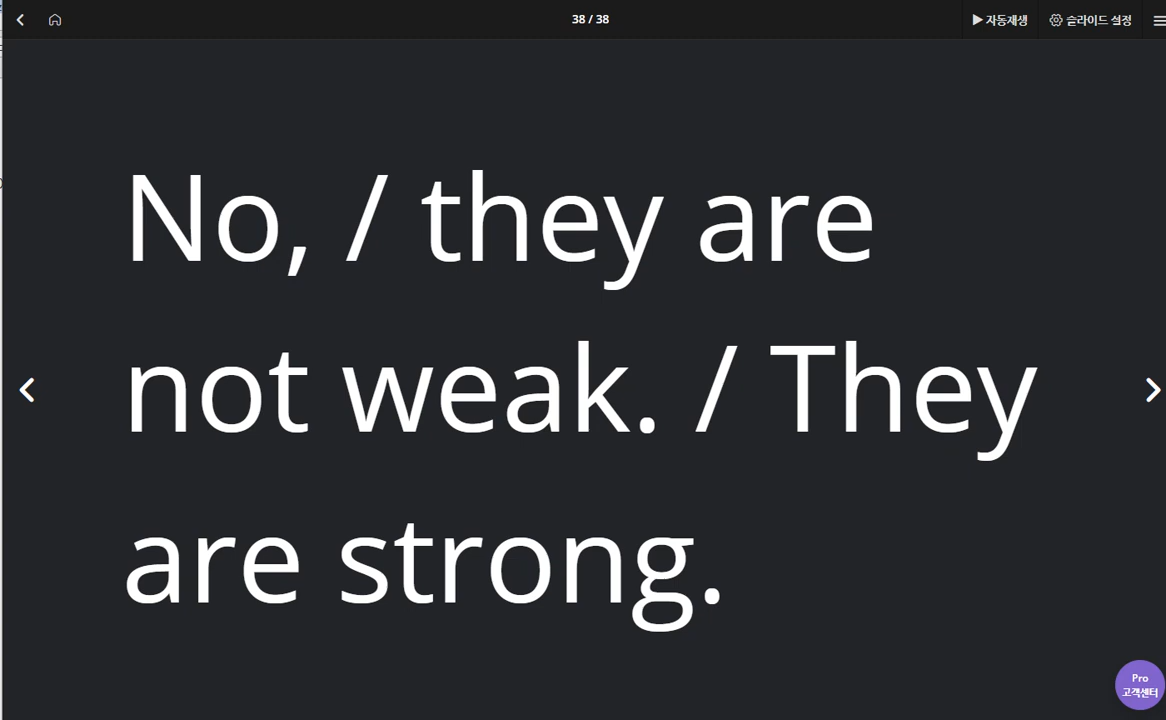 38 / 38
▶ 자동재생
슬라이드 설정
No, / they are
not weak. / They
are strong.
Pro
고객센터